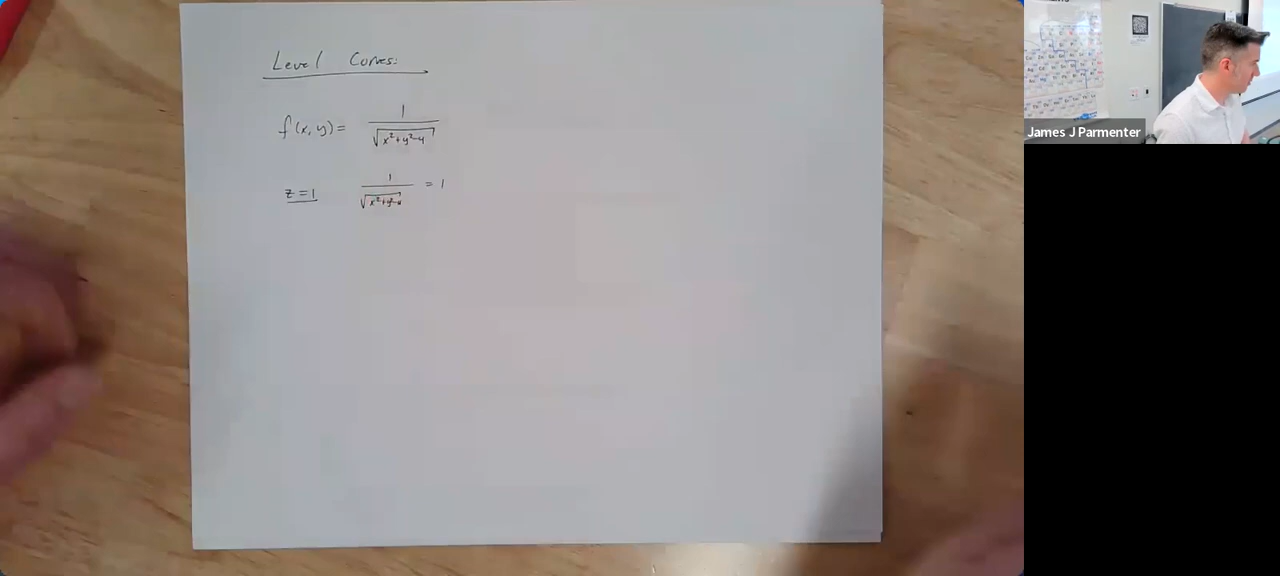 Level Curves:
f(x, y) = 1/√(x²+y²-4)
z = 1 1/√(x²+y²-4) = 1
James J Parmenter